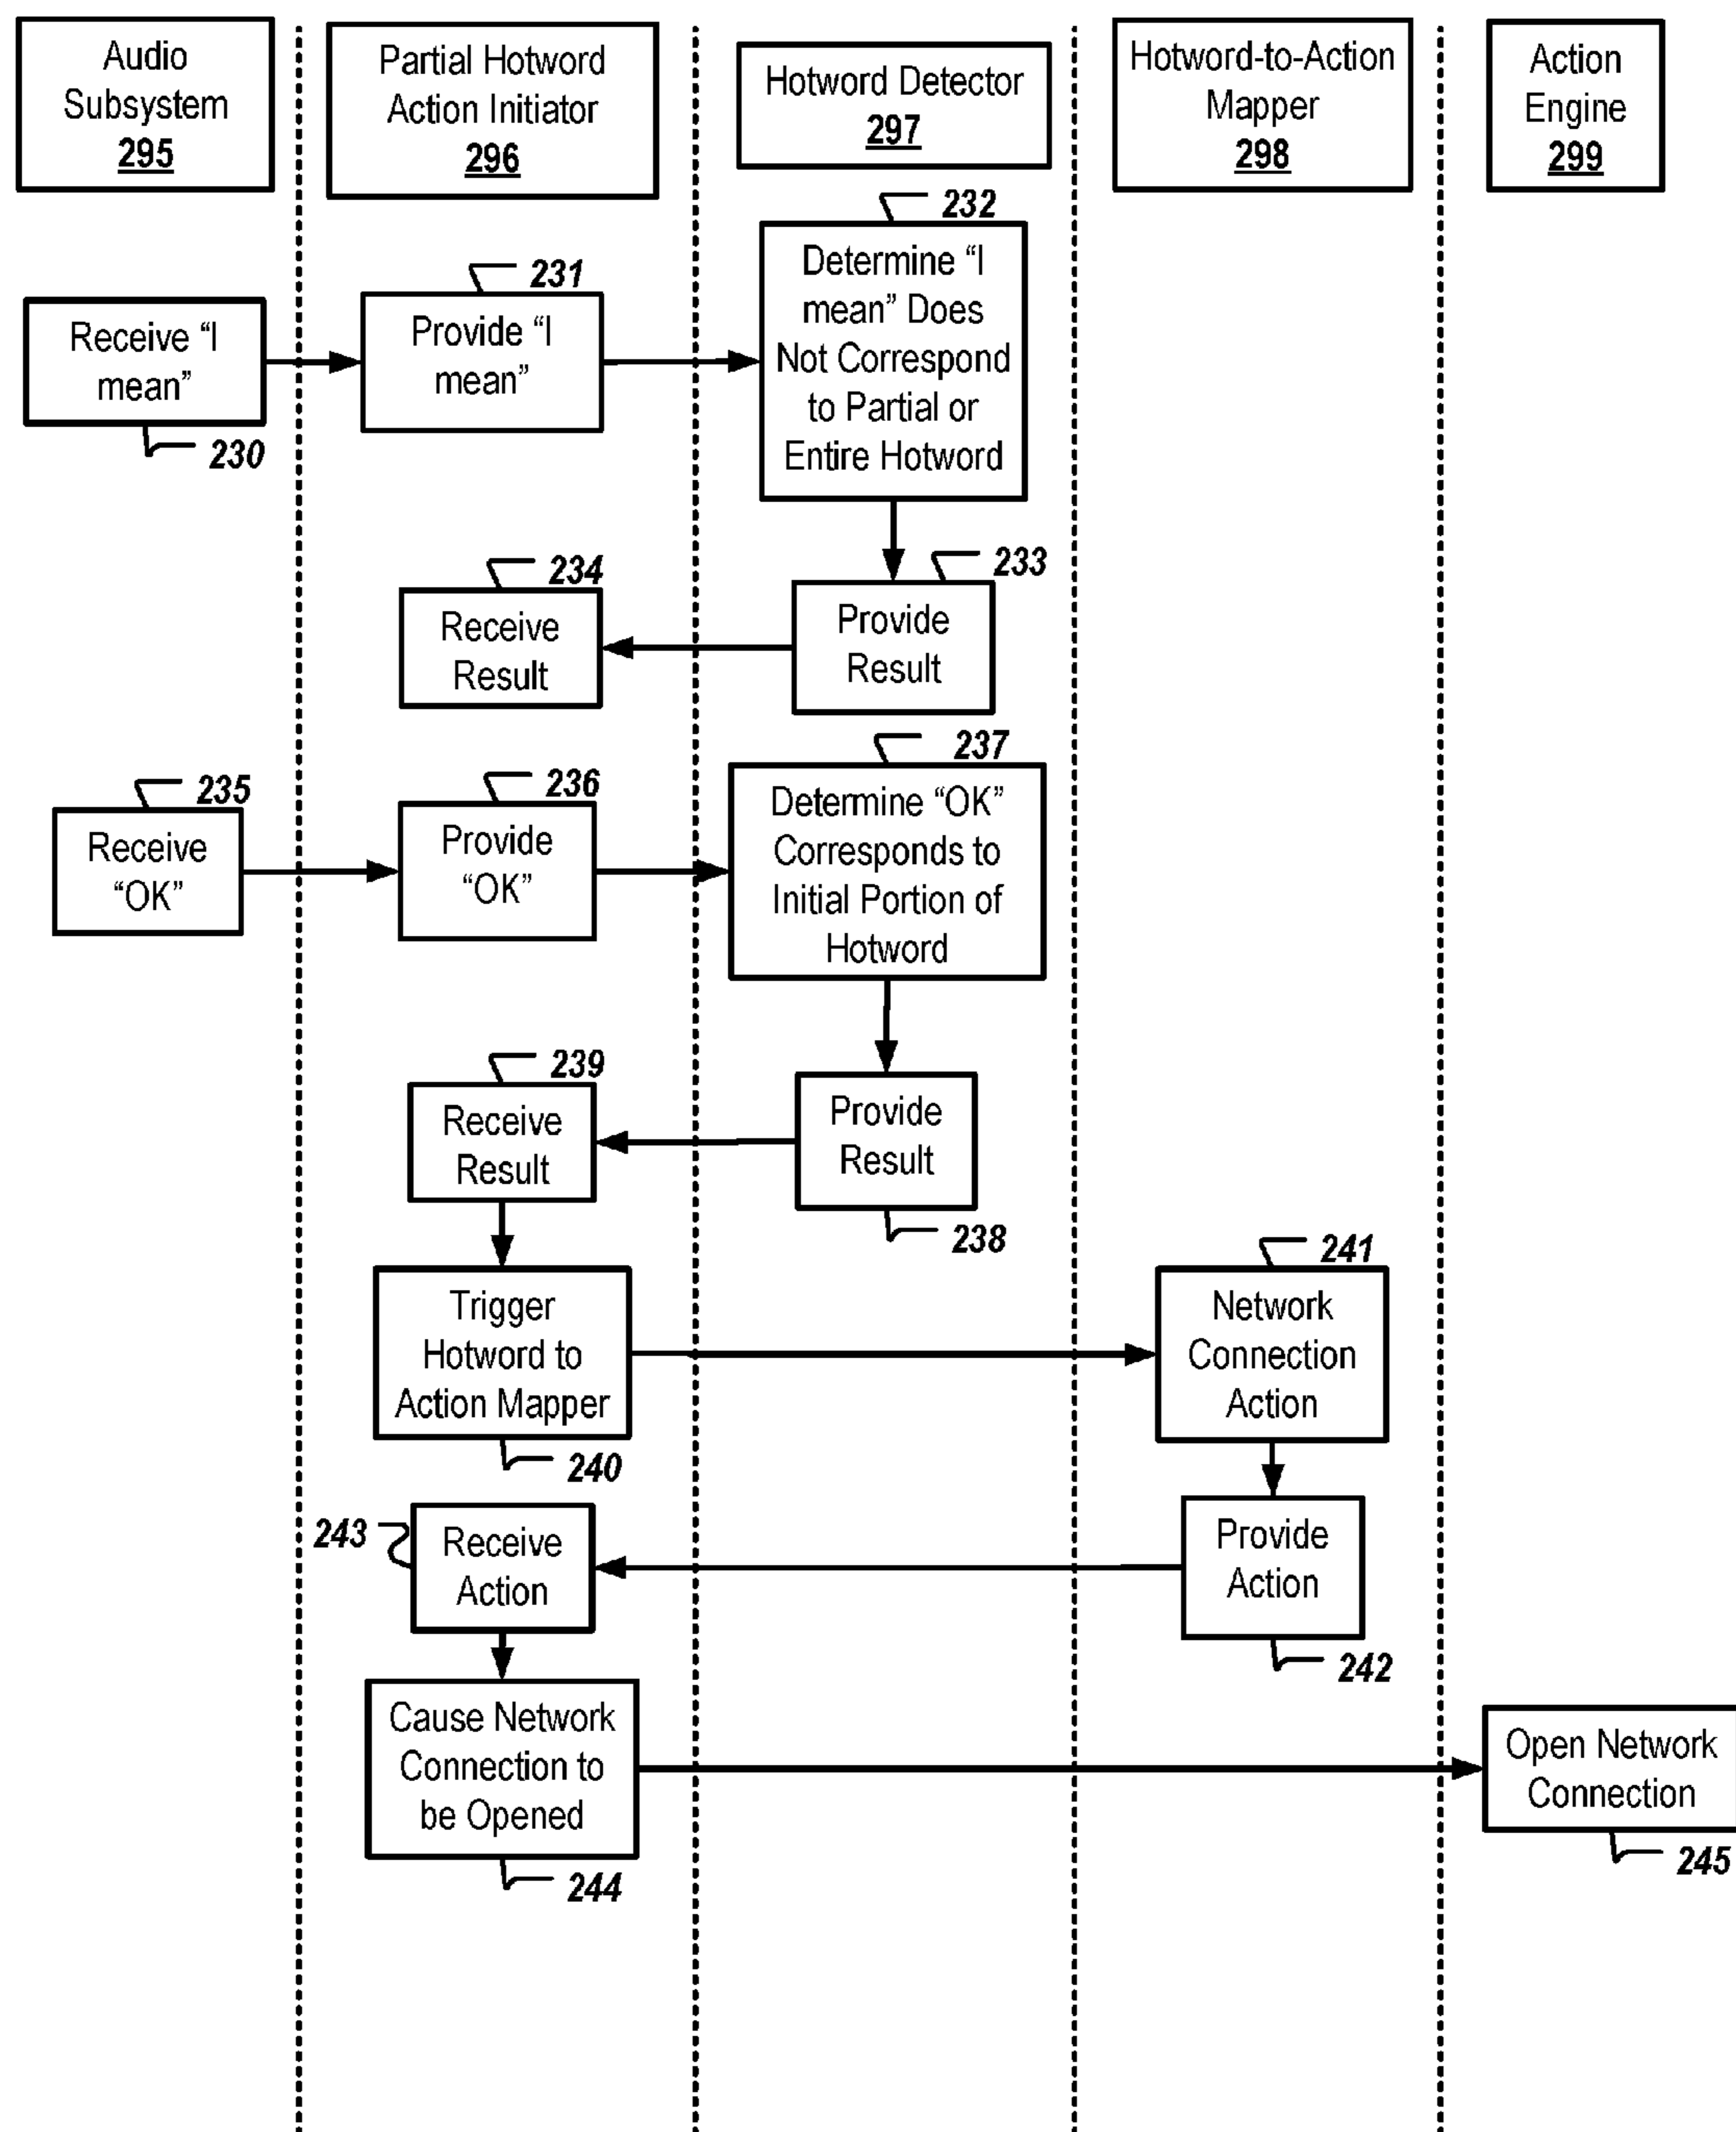 Audio
Subsystem
295
Partial Hotword
Action Initiator
296
Hotword Detector
297
Hotword-to-Action
Mapper
298
Action
Engine
299
Receive “I
mean”
230
231
Provide “I
mean”
232
Determine “I
mean” Does
Not Correspond
to Partial or
Entire Hotword
233
Provide
Result
234
Receive
Result
235
Receive
“OK”
236
Provide
“OK”
237
Determine “OK”
Corresponds to
Initial Portion of
Hotword
Provide
Result
238
239
Receive
Result
Trigger
Hotword to
Action Mapper
240
241
Network
Connection
Action
Provide
Action
242
243
Receive
Action
Cause Network
Connection to
be Opened
244
Open Network
Connection
245